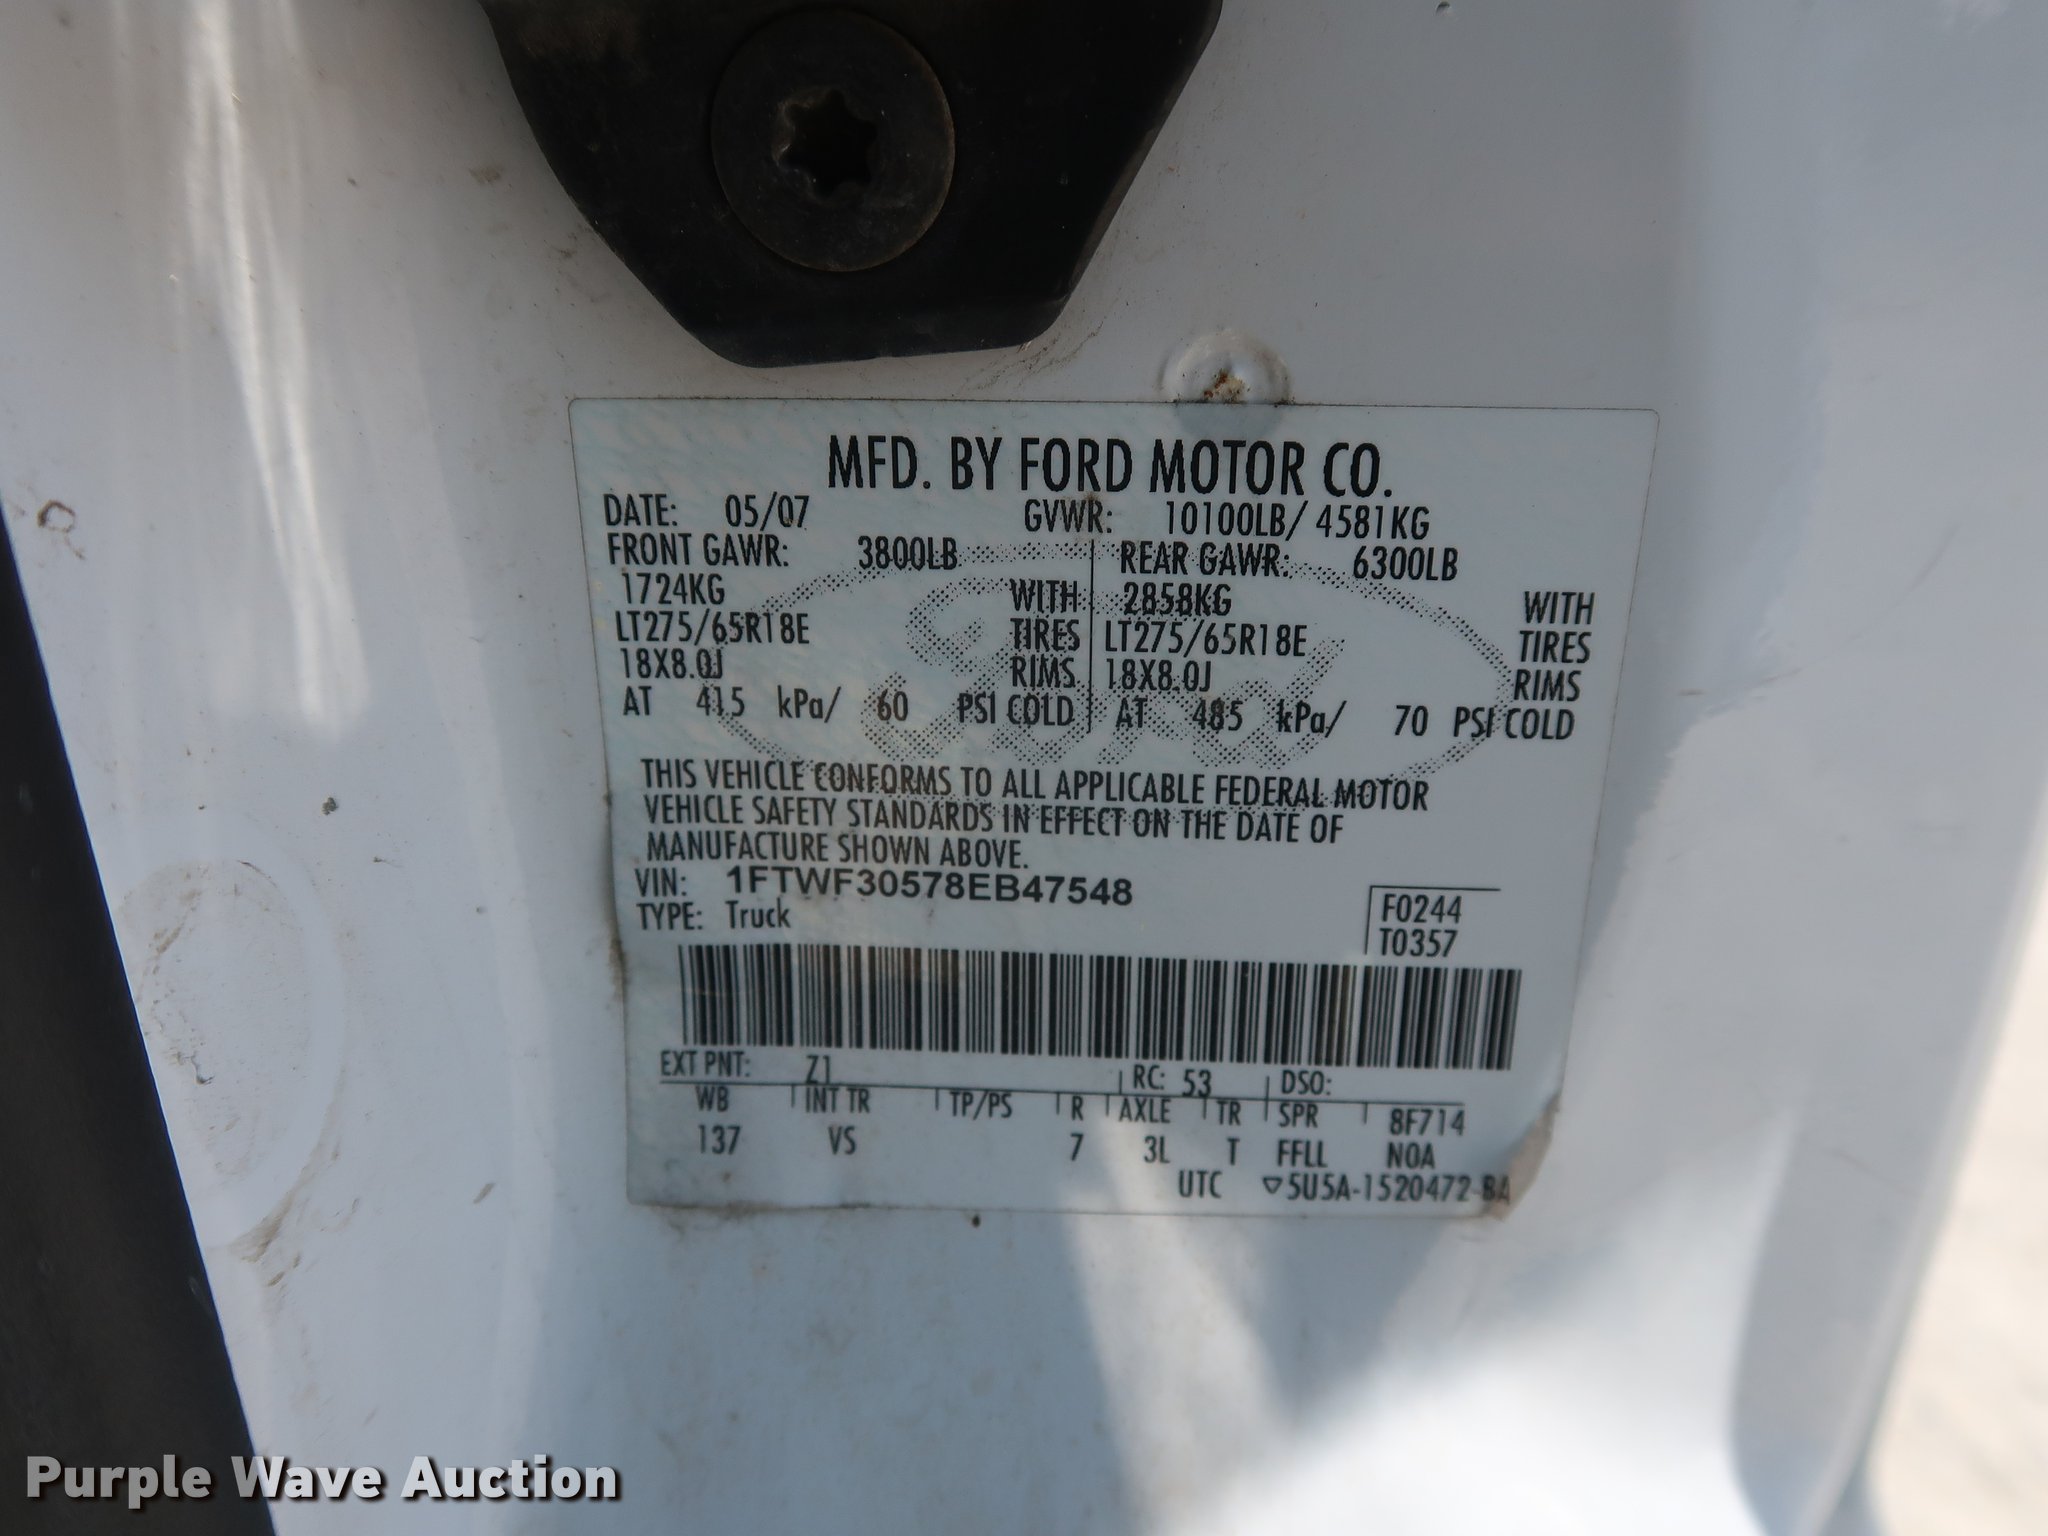 MFD. BY FORD MOTOR CO.
DATE: 05/07 GVWR: 10100LB/ 4581KG
FRONT GAWR: 3800LB REAR GAWR: 6300LB
1724KG WITH 2858KG WITH
LT275/65R18E TIRES LT275/65R18E TIRES
18X8.0J RIMS 18X8.0J RIMS
AT 415 kPa/ 60 PSI COLD AT 485 kPa/ 70 PSI COLD
THIS VEHICLE CONFORMS TO ALL APPLICABLE FEDERAL MOTOR
VEHICLE SAFETY STANDARDS IN EFFECT ON THE DATE OF
MANUFACTURE SHOWN ABOVE.
VIN: 1FTWF30578EB47548
TYPE: Truck
F0244
T0357
EXT PNT: Z1 RC: 53 DSO:
WB INT TR TP/PS R AXLE TR SPR 8F714
137 VS 7 3L T FFLL NOA
UTC ▽5U5A-1520472-BA
Ford
Purple Wave Auction